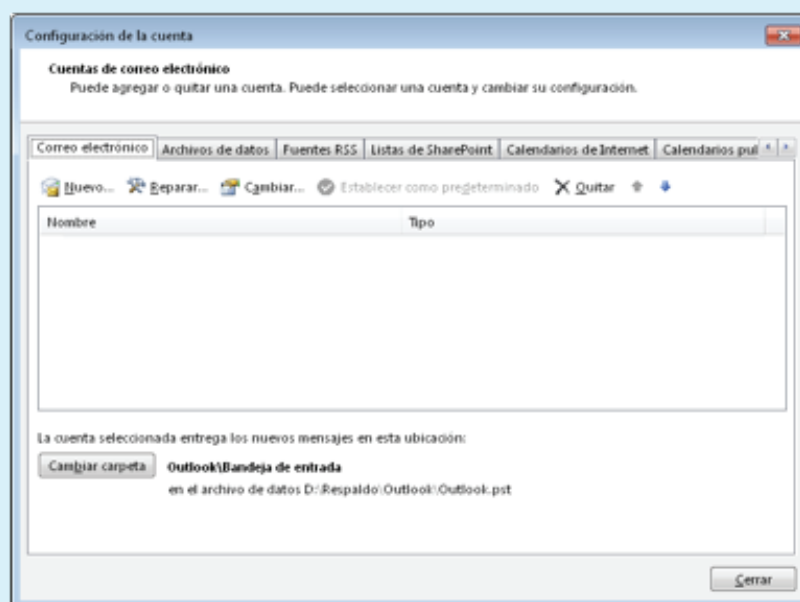 Configuración de la cuenta
Cuentas de correo electrónico
Puede agregar o quitar una cuenta. Puede seleccionar una cuenta y cambiar su configuración.
Correo electrónico Archivos de datos Fuentes RSS Listas de SharePoint Calendarios de Internet Calendarios pul
Nuevo... Reparar... Cambiar... Establecer como predeterminado Quitar
Nombre Tipo
La cuenta seleccionada entrega los nuevos mensajes en esta ubicación:
Cambiar carpeta Outlook\Bandeja de entrada
en el archivo de datos D:\Respaldo\Outlook\Outlook.pst
Cerrar